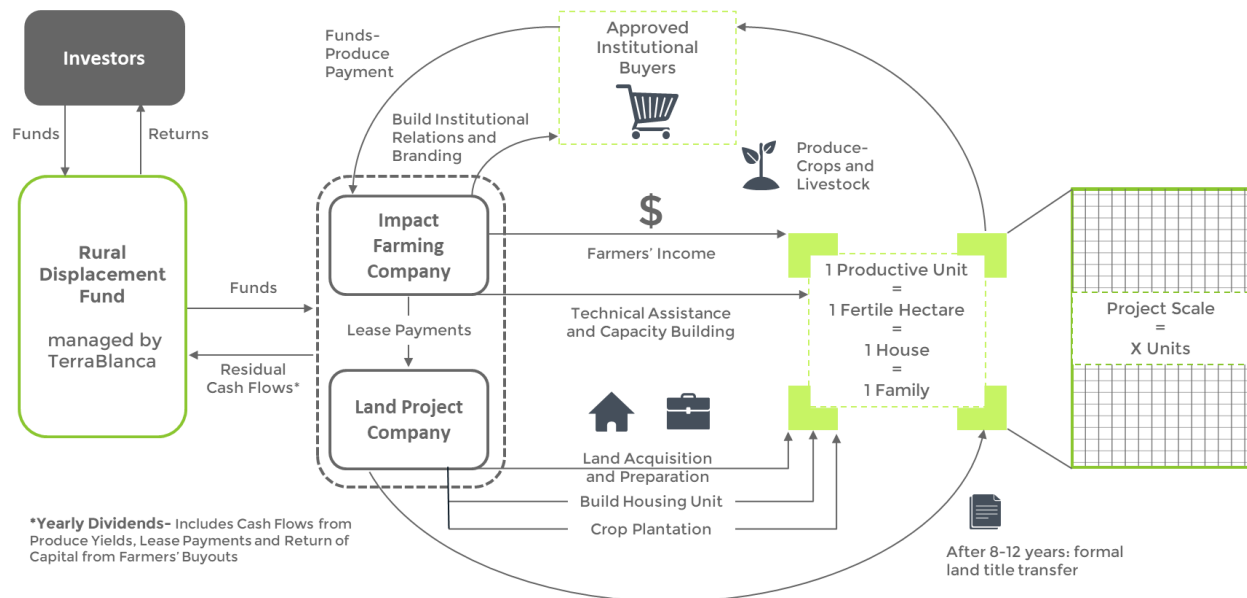 Investors
Funds
Returns
Rural
Displacement
Fund
managed by
TerraBlanca
Funds
Residual
Cash Flows*
Funds-
Produce
Payment
Build Institutional
Relations and
Branding
Approved
Institutional
Buyers
Produce-
Crops and
Livestock
Impact
Farming
Company
$
Farmers' Income
Technical Assistance
and Capacity Building
Lease Payments
Land Project
Company
Land Acquisition
and Preparation
Build Housing Unit
Crop Plantation
1 Productive Unit
=
1 Fertile Hectare
=
1 House
=
1 Family
Project Scale
=
X Units
After 8-12 years: formal
land title transfer
*Yearly Dividends- Includes Cash Flows from
Produce Yields, Lease Payments and Return of
Capital from Farmers' Buyouts